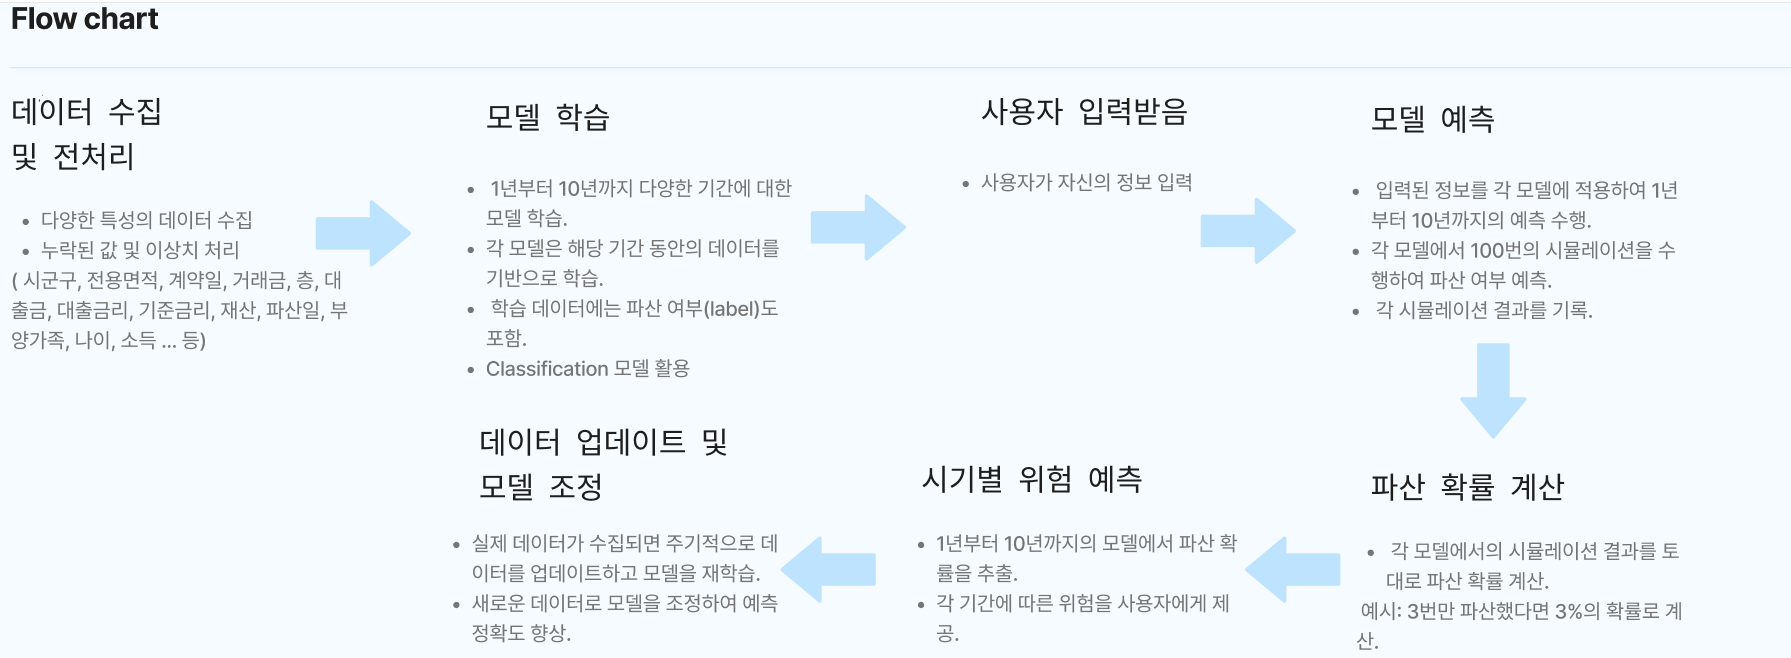 Flow chart
데이터 수집
및 전처리
• 다양한 특성의 데이터 수집
• 누락된 값 및 이상치 처리
( 시군구, 전용면적, 계약일, 거래금, 층, 대
출금, 대출금리, 기준금리, 재산, 파산일, 부
양가족, 나이, 소득 ... 등)
모델 학습
• 1년부터 10년까지 다양한 기간에 대한
모델 학습.
• 각 모델은 해당 기간 동안의 데이터를
기반으로 학습.
• 학습 데이터에는 파산 여부(label)도
포함.
• Classification 모델 활용
사용자 입력받음
• 사용자가 자신의 정보 입력
모델 예측
• 입력된 정보를 각 모델에 적용하여 1년
부터 10년까지의 예측 수행.
• 각 모델에서 100번의 시뮬레이션을 수
행하여 파산 여부 예측.
• 각 시뮬레이션 결과를 기록.
파산 확률 계산
• 각 모델에서의 시뮬레이션 결과를 토
대로 파산 확률 계산.
예시: 3번만 파산했다면 3%의 확률로 계
산.
시기별 위험 예측
• 1년부터 10년까지의 모델에서 파산 확
률을 추출.
• 각 기간에 따른 위험을 사용자에게 제
공.
데이터 업데이트 및
모델 조정
• 실제 데이터가 수집되면 주기적으로 데
이터를 업데이트하고 모델을 재학습.
• 새로운 데이터로 모델을 조정하여 예측
정확도 향상.